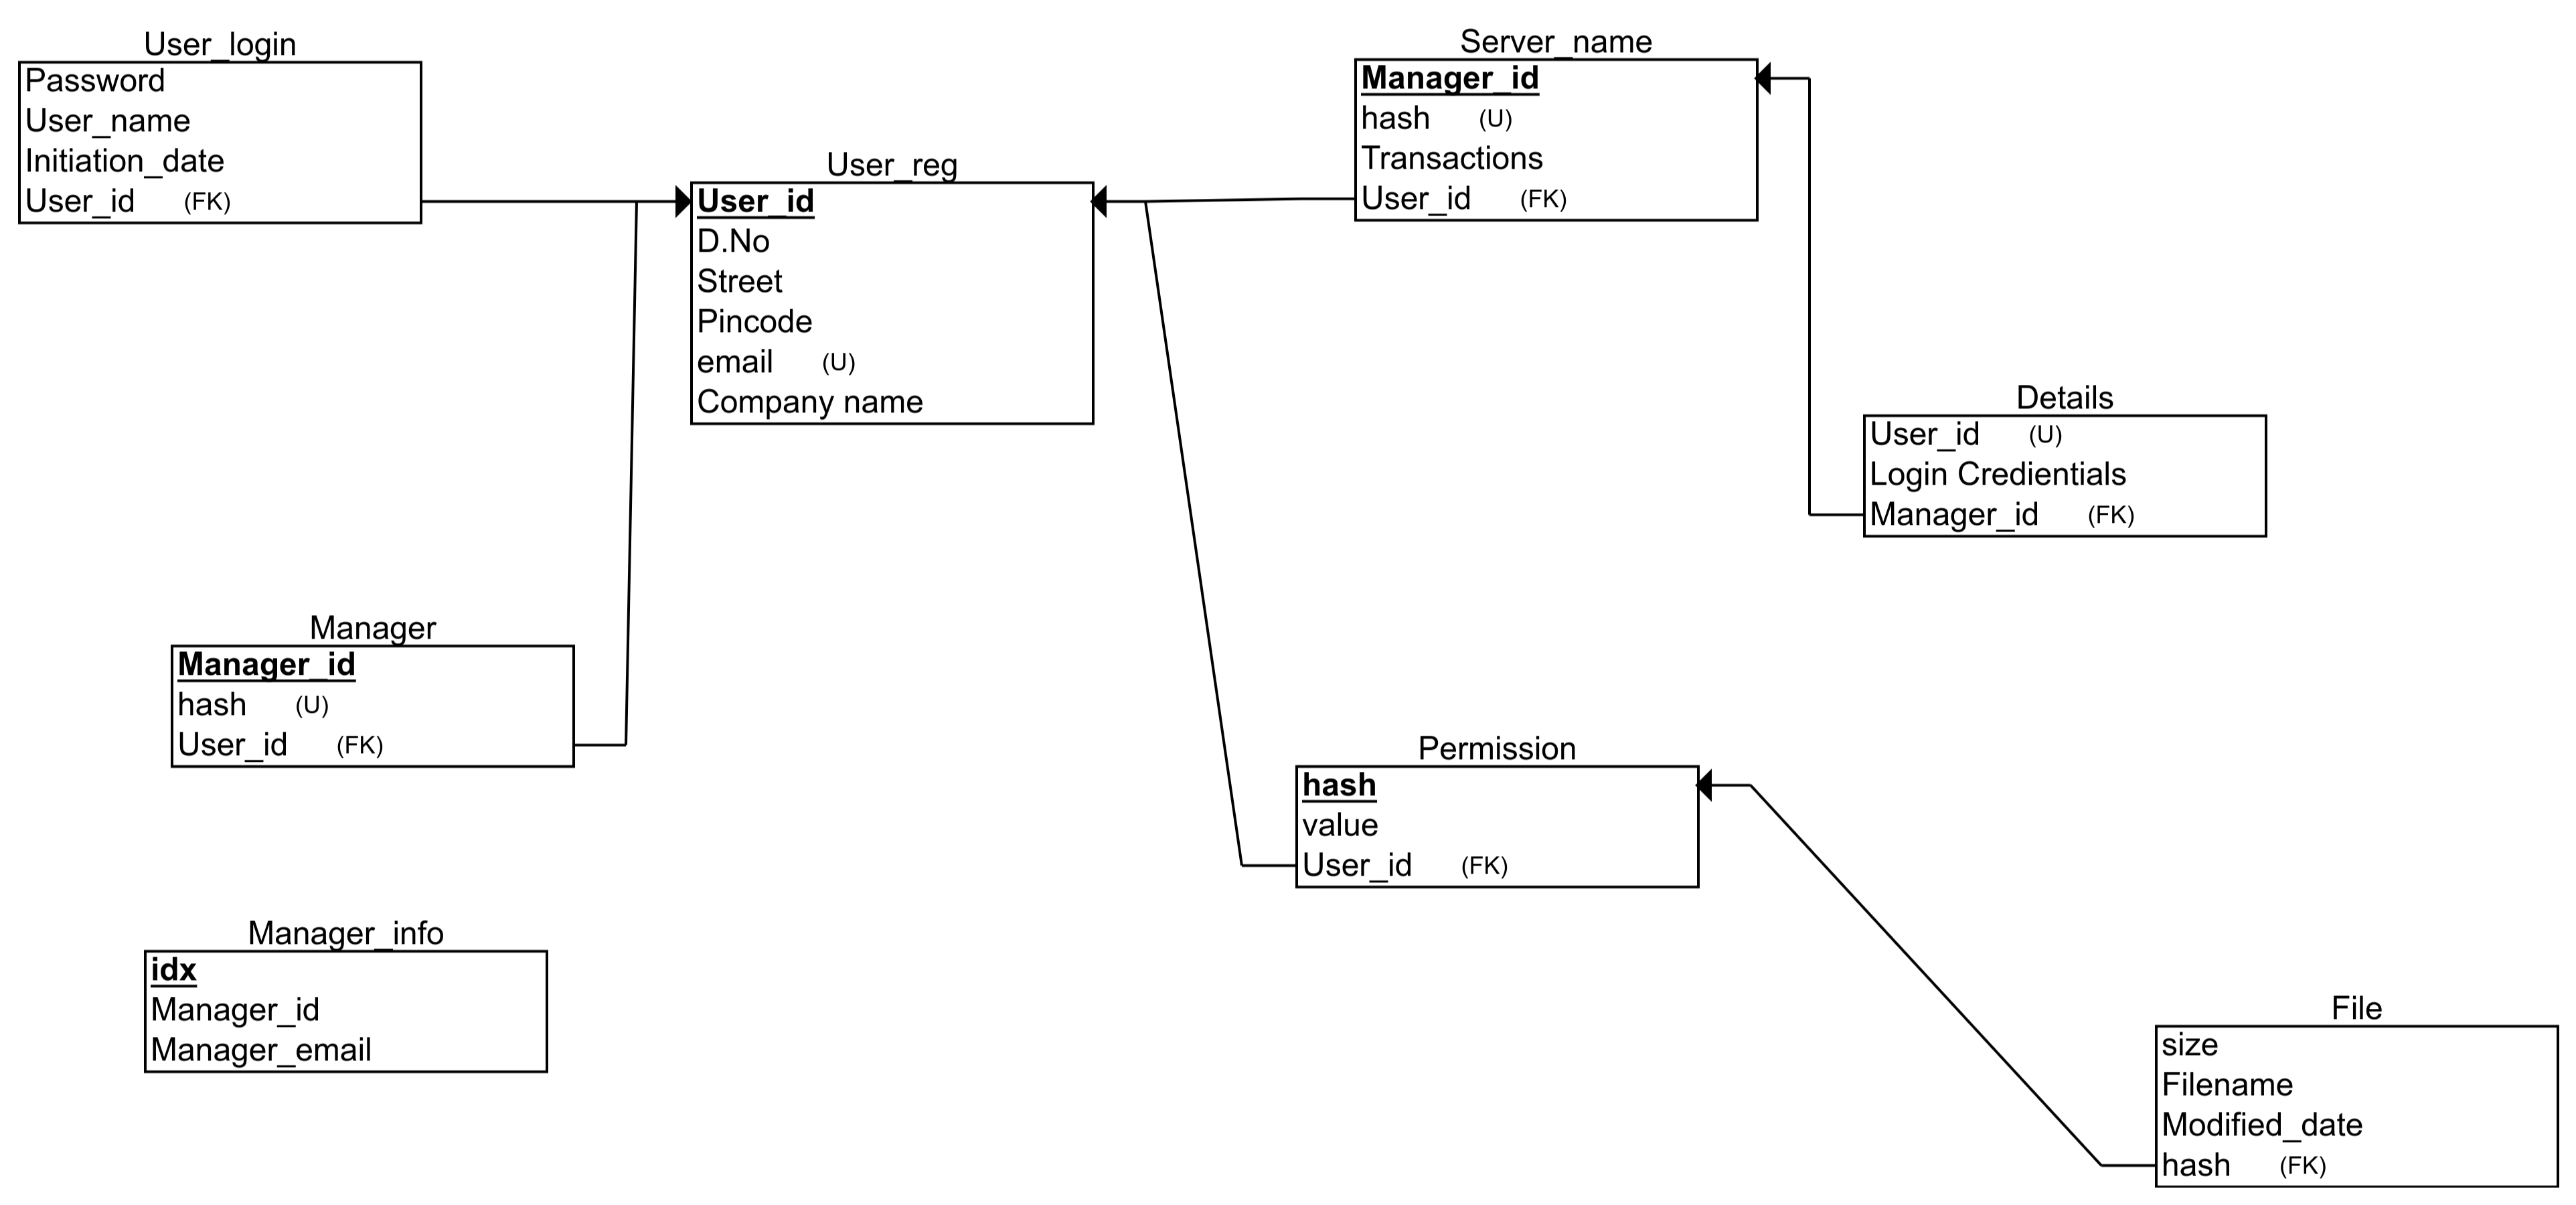 User_login
Password
User_name
Initiation_date
User_id (FK)
User_reg
User_id
D.No
Street
Pincode
email (U)
Company name
Server_name
Manager_id
hash (U)
Transactions
User_id (FK)
Details
User_id (U)
Login Credientials
Manager_id (FK)
Manager
Manager_id
hash (U)
User_id (FK)
Permission
hash
value
User_id (FK)
Manager_info
idx
Manager_id
Manager_email
File
size
Filename
Modified_date
hash (FK)